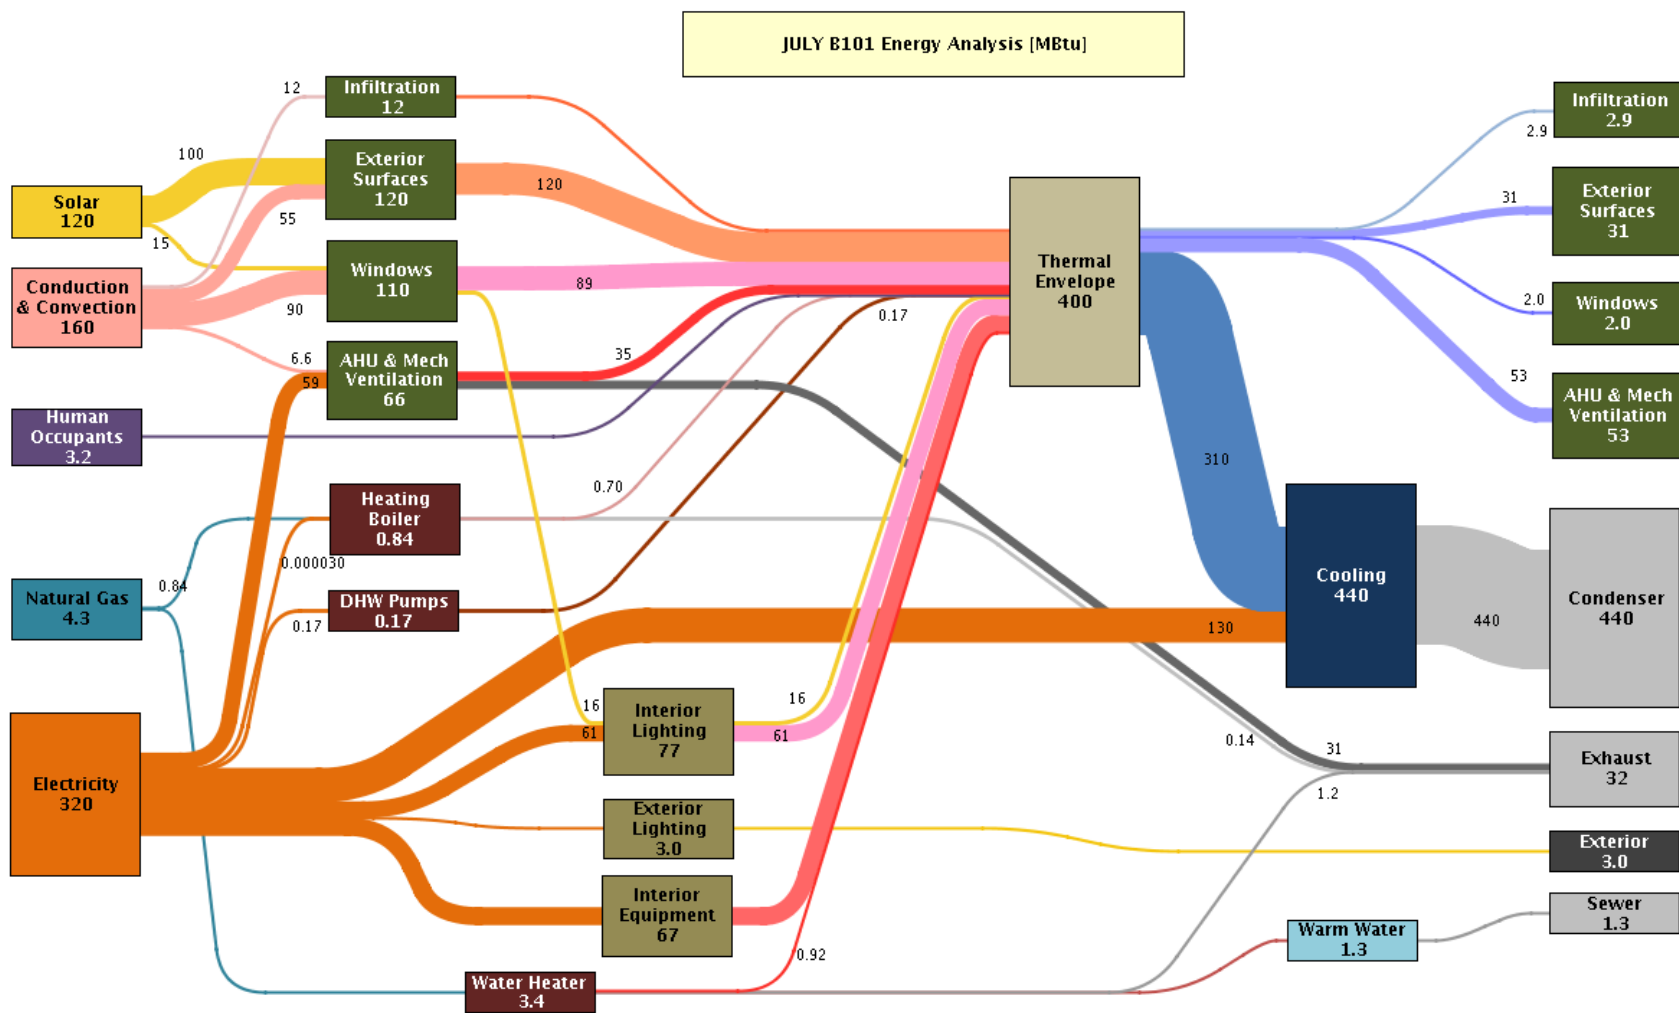 JULY B101 Energy Analysis [MBtu]
Solar
120
Conduction
& Convection
160
Human
Occupants
3.2
Natural Gas
4.3
Electricity
320
12
100
55
15
90
6.6
59
0.84
0.000030
0.17
Infiltration
12
Exterior
Surfaces
120
Windows
110
AHU & Mech
Ventilation
66
Heating
Boiler
0.84
DHW Pumps
0.17
120
89
35
0.70
0.17
16
61
Interior
Lighting
77
Exterior
Lighting
3.0
Interior
Equipment
67
Water Heater
3.4
16
61
0.92
Thermal
Envelope
400
310
130
Cooling
440
440
0.14
31
1.2
Warm Water
1.3
2.9
31
2.0
53
Infiltration
2.9
Exterior
Surfaces
31
Windows
2.0
AHU & Mech
Ventilation
53
Condenser
440
Exhaust
32
Exterior
3.0
Sewer
1.3